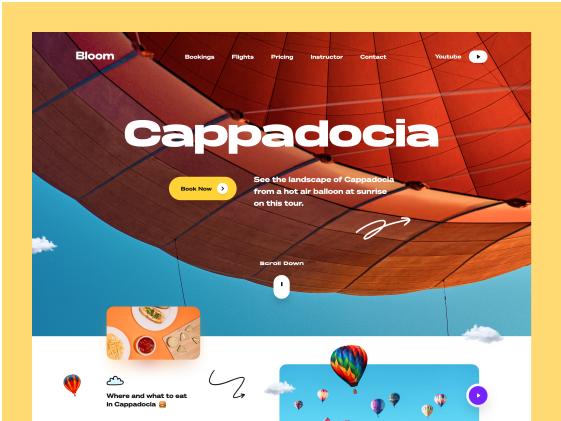 Bloom
Bookings Flights Pricing Instructor Contact
Youtube
Cappadocia
Book Now
See the landscape of Cappadocia
from a hot air balloon at sunrise
on this tour.
Scroll Down
Where and what to eat
in Cappadocia 🍔